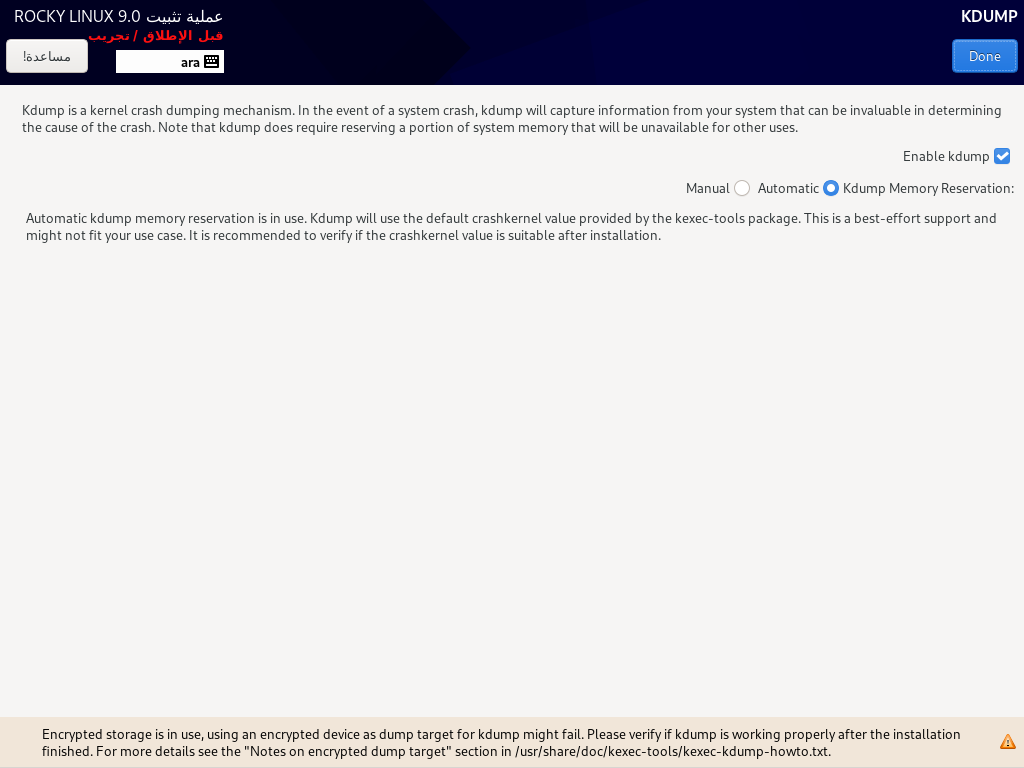 KDUMP
ROCKY LINUX 9.0 عملية تثبيت
قبل الإطلاق / تجريب
Done
ara
مساعدة!
Kdump is a kernel crash dumping mechanism. In the event of a system crash, kdump will capture information from your system that can be invaluable in determining
the cause of the crash. Note that kdump does require reserving a portion of system memory that will be unavailable for other uses.
Enable kdump
Kdump Memory Reservation:
Automatic
Manual
Automatic kdump memory reservation is in use. Kdump will use the default crashkernel value provided by the kexec-tools package. This is a best-effort support and
might not fit your use case. It is recommended to verify if the crashkernel value is suitable after installation.
Encrypted storage is in use, using an encrypted device as dump target for kdump might fail. Please verify if kdump is working properly after the installation
finished. For more details see the "Notes on encrypted dump target" section in /usr/share/doc/kexec-tools/kexec-kdump-howto.txt.